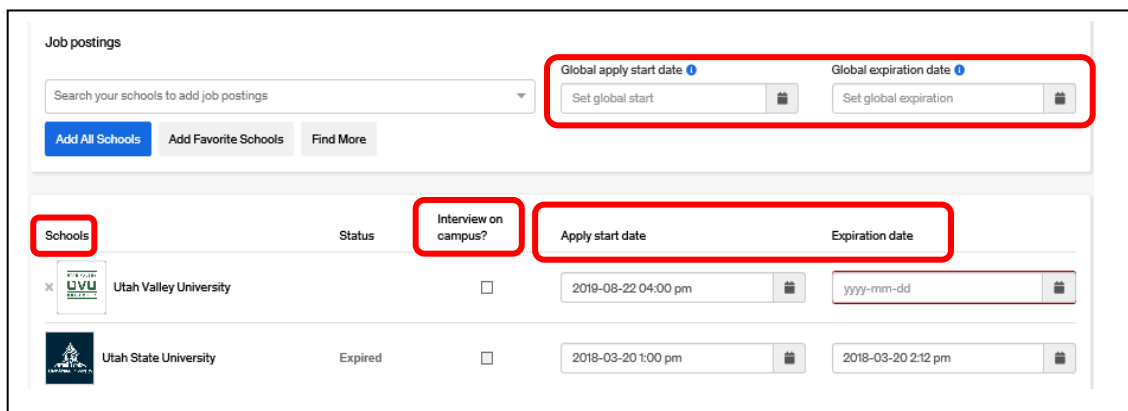 Job postings
Global apply start date
Global expiration date
Search your schools to add job postings
Set global start
Set global expiration
Add All Schools
Add Favorite Schools
Find More
Schools
Status
Interview on
campus?
Apply start date
Expiration date
UVU
Utah Valley University
2019-08-22 04:00 pm
yyyy-mm-dd
Utah State University
Expired
2018-03-20 1:00 pm
2018-03-20 2:12 pm